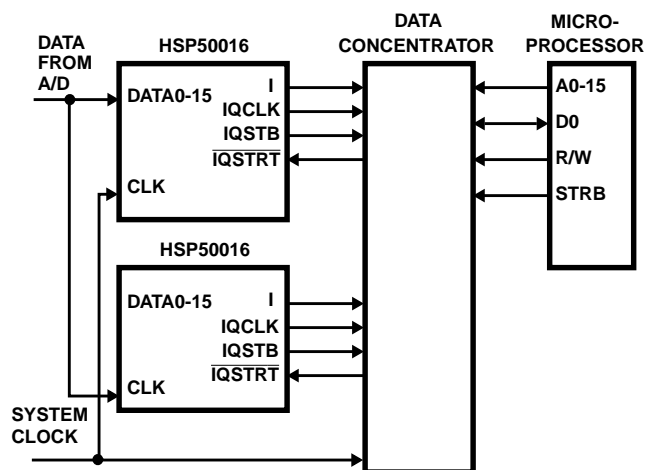 DATA
FROM
A/D
HSP50016
DATA0-15
I
IQCLK
IQSTB
IQSTRT
CLK
HSP50016
DATA0-15
I
IQCLK
IQSTB
IQSTRT
CLK
SYSTEM
CLOCK
DATA
CONCENTRATOR
MICRO-
PROCESSOR
A0-15
D0
R/W
STRB